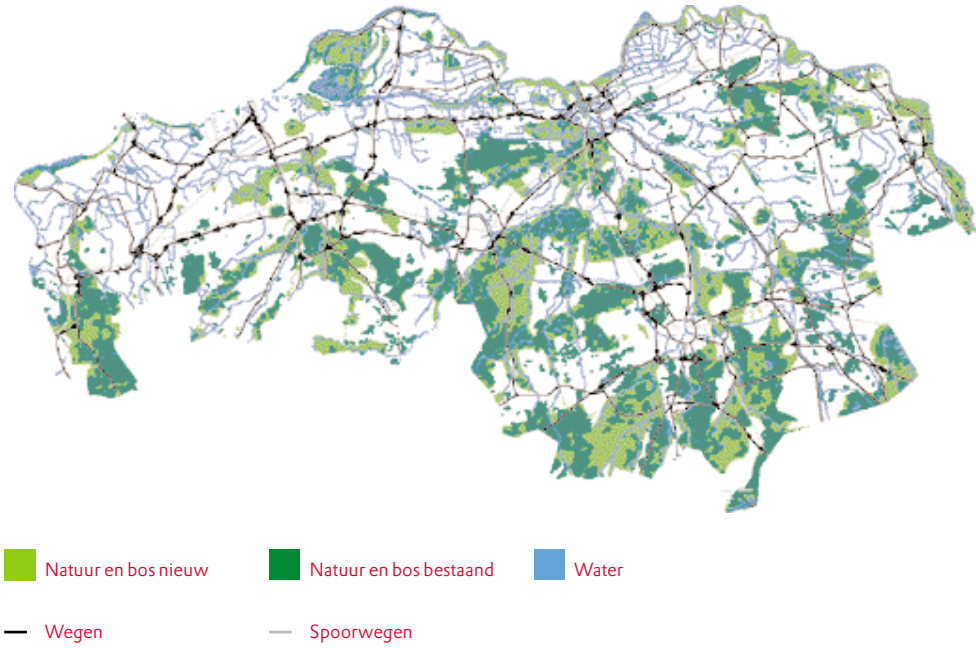 Natuur en bos nieuw
Natuur en bos bestaand
Water
Wegen
Spoorwegen